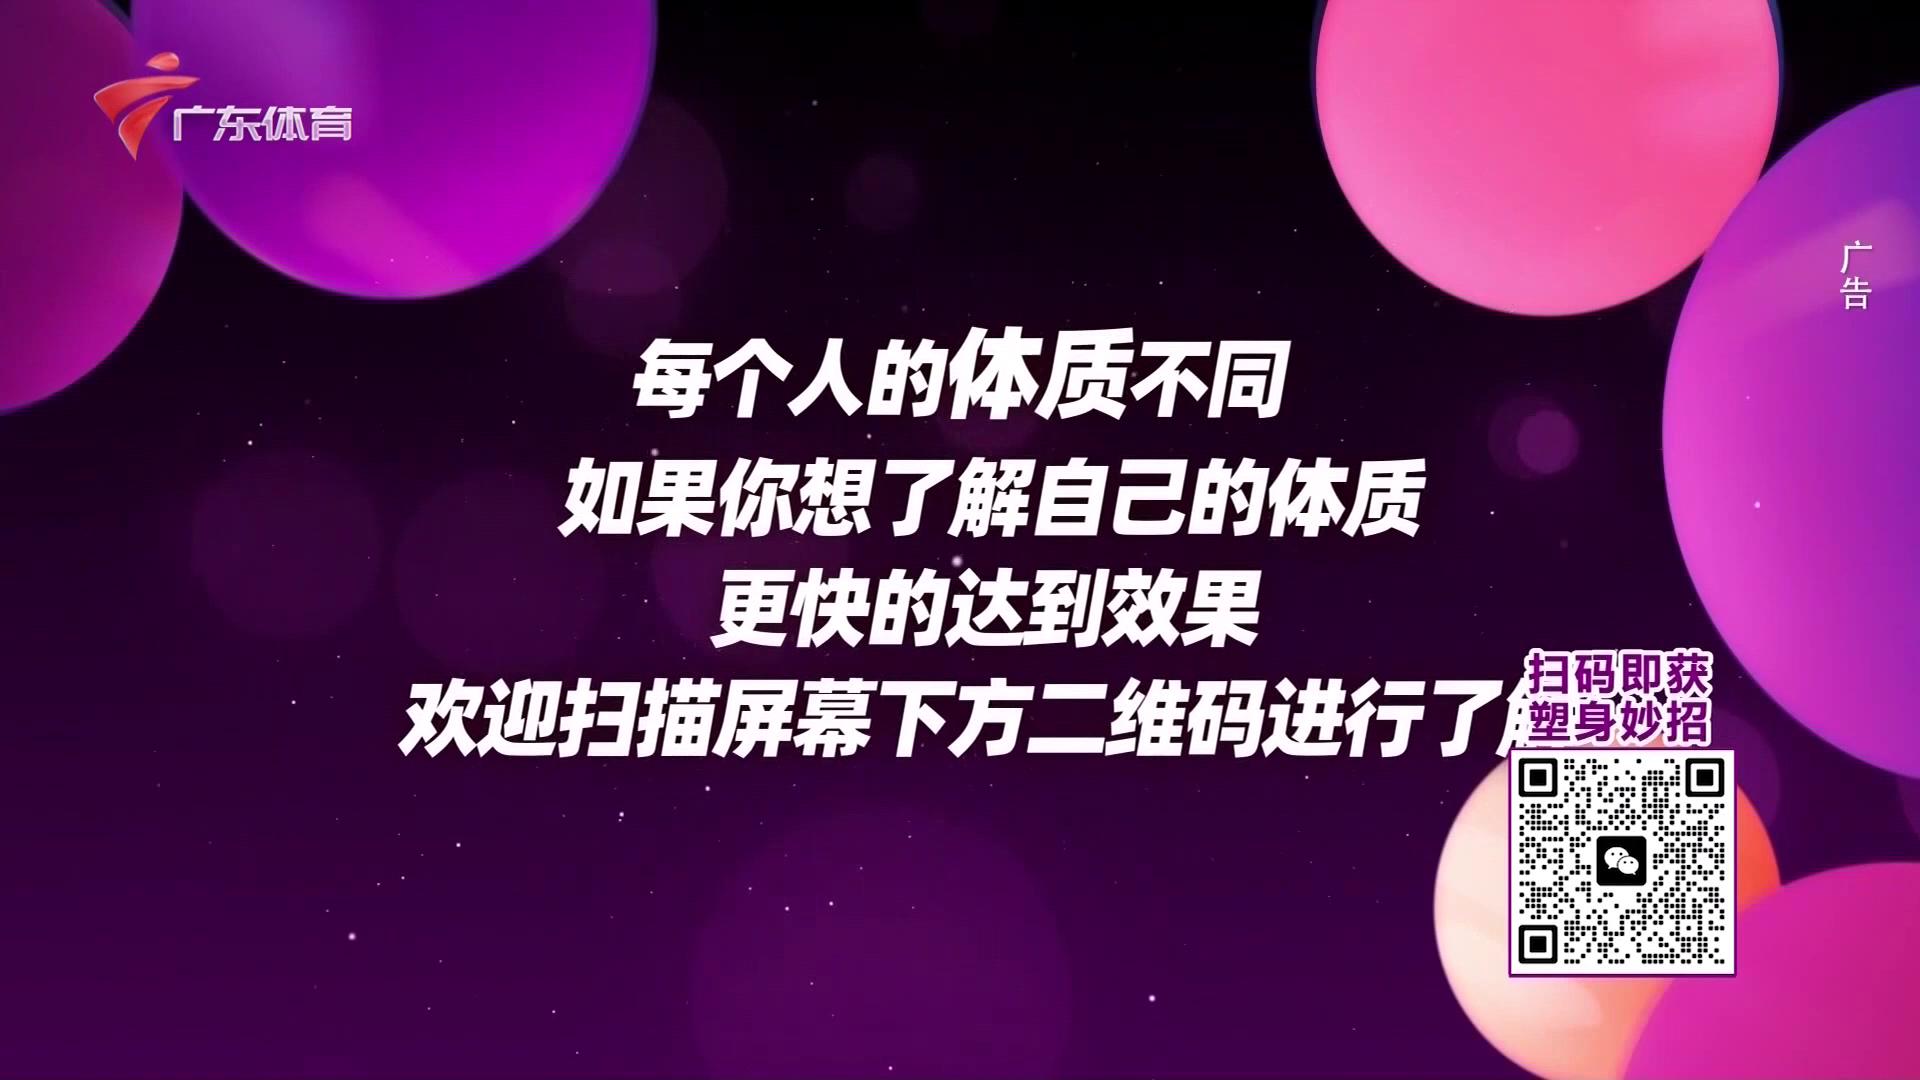 广东体育
广告
每个人的体质不同
如果你想了解自己的体质
更快的达到效果
欢迎扫描屏幕下方二维码进行了解
扫码即获
塑身妙招